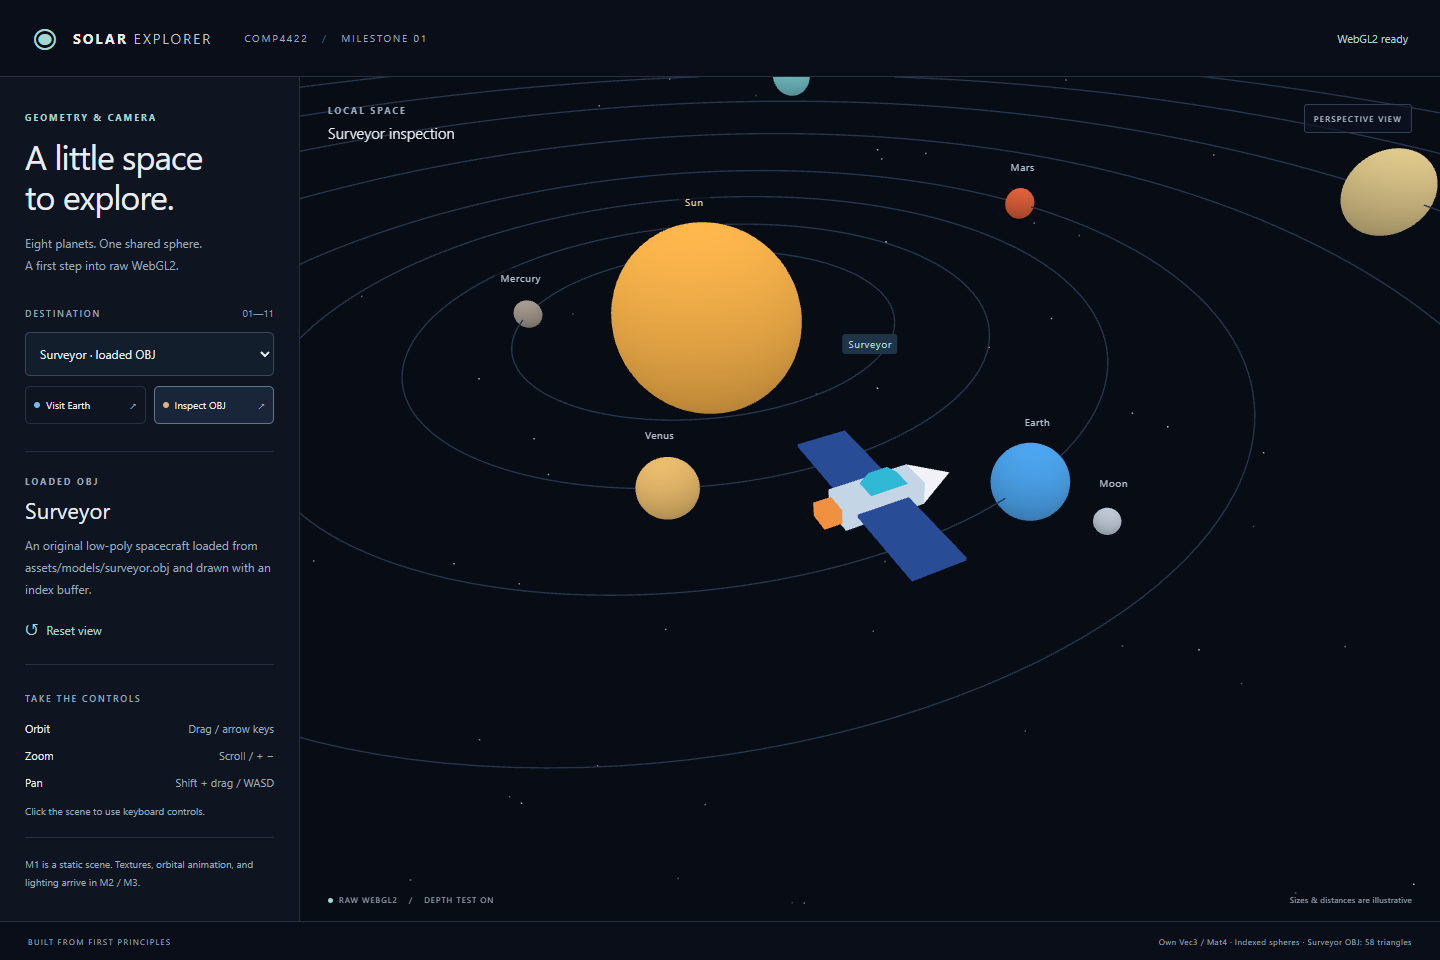 SOLAR EXPLORER
COMP4422 / MILESTONE 01
WebGL2 ready
GEOMETRY & CAMERA
A little space
to explore.
Eight planets. One shared sphere.
A first step into raw WebGL2.
DESTINATION 01—11
Surveyor · loaded OBJ
Visit Earth ↗
Inspect OBJ ↗
LOADED OBJ
Surveyor
An original low-poly spacecraft loaded from
assets/models/surveyor.obj and drawn with an
index buffer.
↺ Reset view
TAKE THE CONTROLS
Orbit Drag / arrow keys
Zoom Scroll / + −
Pan Shift + drag / WASD
Click the scene to use keyboard controls.
M1 is a static scene. Textures, orbital animation, and
lighting arrive in M2 / M3.
LOCAL SPACE
Surveyor inspection
PERSPECTIVE VIEW
Mars
Sun
Mercury
Surveyor
Earth
Venus
Moon
RAW WEBGL2 / DEPTH TEST ON
Sizes & distances are illustrative
BUILT FROM FIRST PRINCIPLES
Own Vec3 / Mat4 · Indexed spheres · Surveyor OBJ: 58 triangles